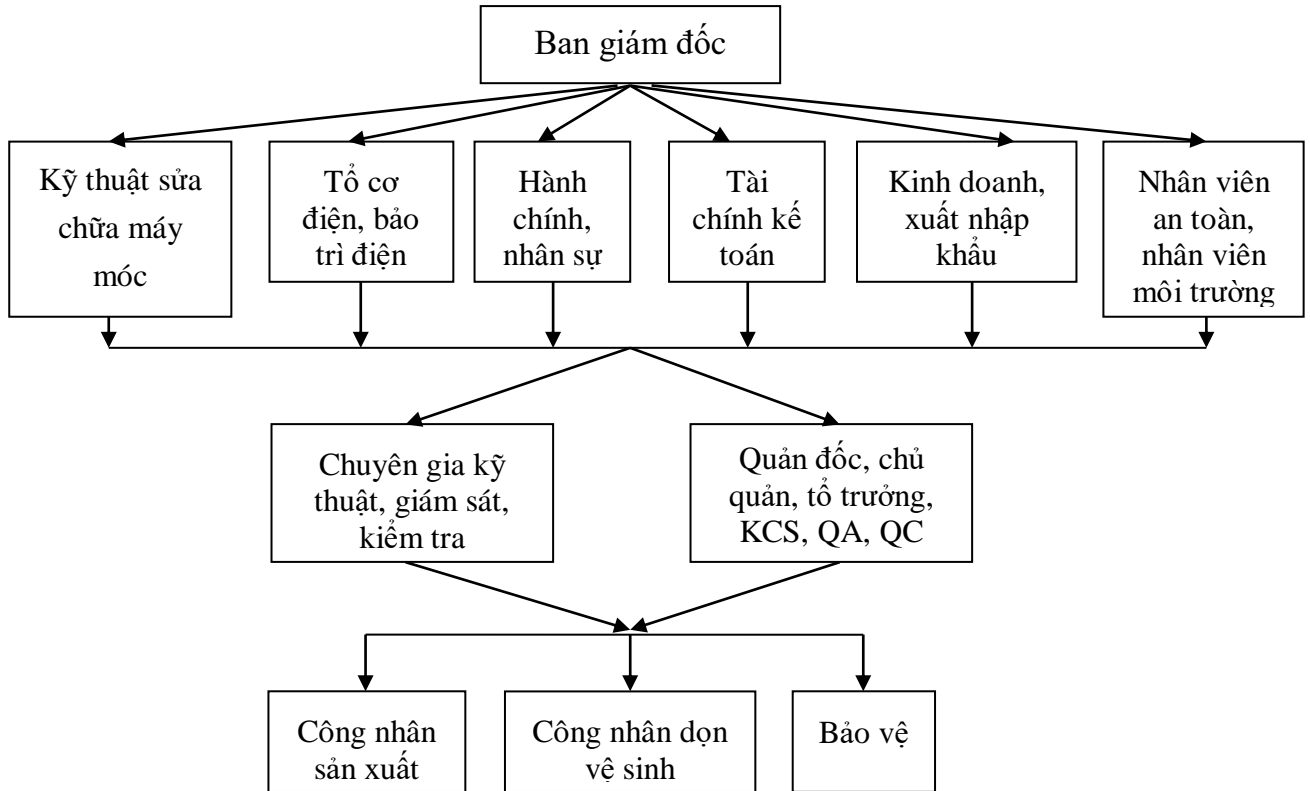 Ban giám đốc
Kỹ thuật sửa
chữa máy
móc
Tổ cơ
điện, bảo
trì điện
Hành
chính,
nhân sự
Tài
chính kế
toán
Kinh doanh,
xuất nhập
khẩu
Nhân viên
an toàn,
nhân viên
môi trường
Chuyên gia kỹ
thuật, giám sát,
kiểm tra
Quản đốc, chủ
quản, tổ trưởng,
KCS, QA, QC
Công nhân
sản xuất
Công nhân dọn
vệ sinh
Bảo vệ